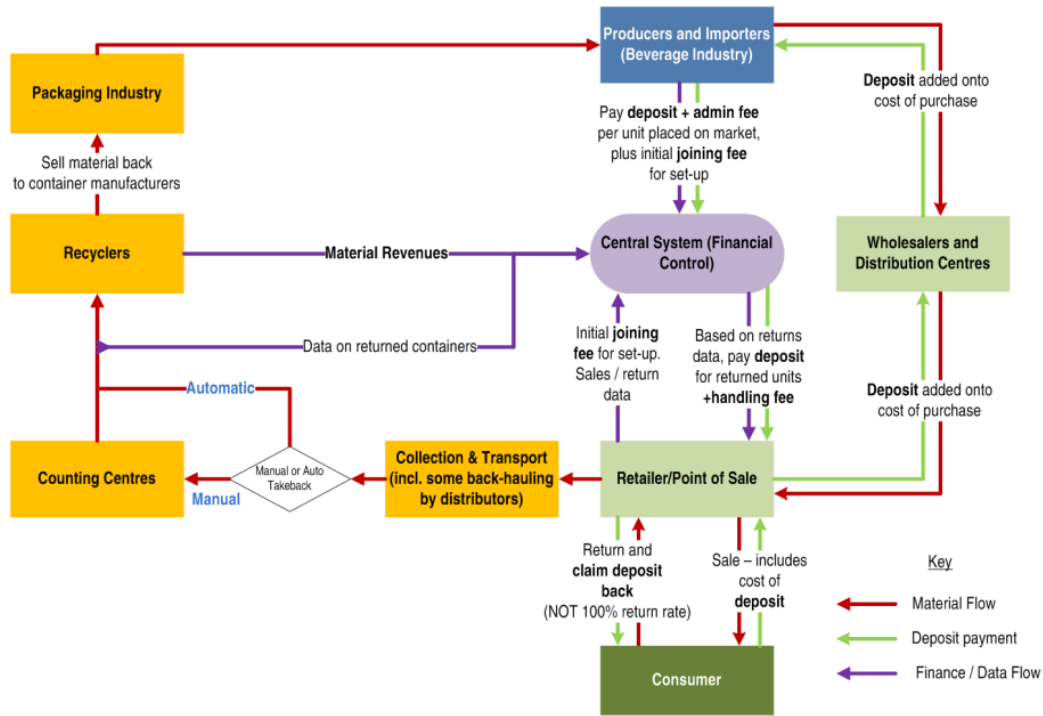 Producers and Importers
(Beverage Industry)
Packaging Industry
Deposit added onto
cost of purchase
Pay deposit + admin fee
per unit placed on market,
plus initial joining fee
for set-up
Sell material back
to container manufacturers
Recyclers
Material Revenues
Central System (Financial
Control)
Wholesalers and
Distribution Centres
Data on returned containers
Initial joining
fee for set-up.
Sales / return
data
Based on returns
data, pay deposit
for returned units
+handling fee
Automatic
Deposit added onto
cost of purchase
Counting Centres
Manual or Auto
Takeback
Manual
Collection & Transport
(incl. some back-hauling
by distributors)
Retailer/Point of Sale
Return and
claim deposit
back
(NOT 100% return rate)
Sale – includes
cost of
deposit
Key
Material Flow
Deposit payment
Finance / Data Flow
Consumer